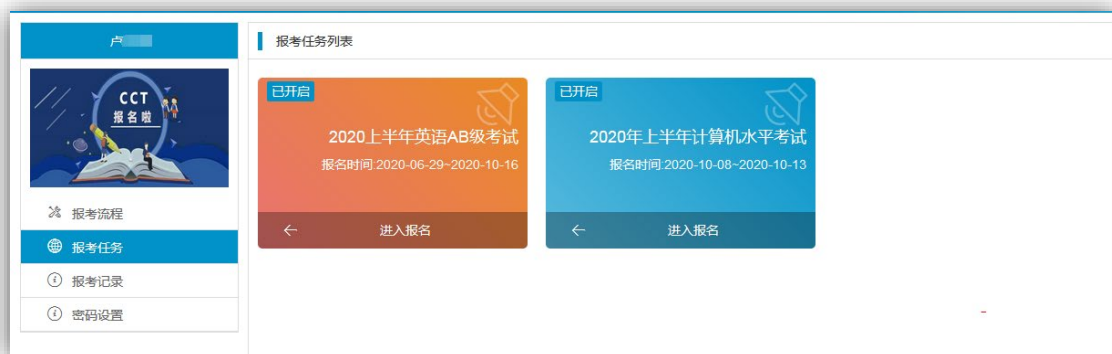 卢
CCT
报名啦
报考流程
报考任务
报考记录
密码设置
报考任务列表
已开启
2020上半年英语AB级考试
报名时间:2020-06-29~2020-10-16
进入报名
已开启
2020年上半年计算机水平考试
报名时间:2020-10-08~2020-10-13
进入报名